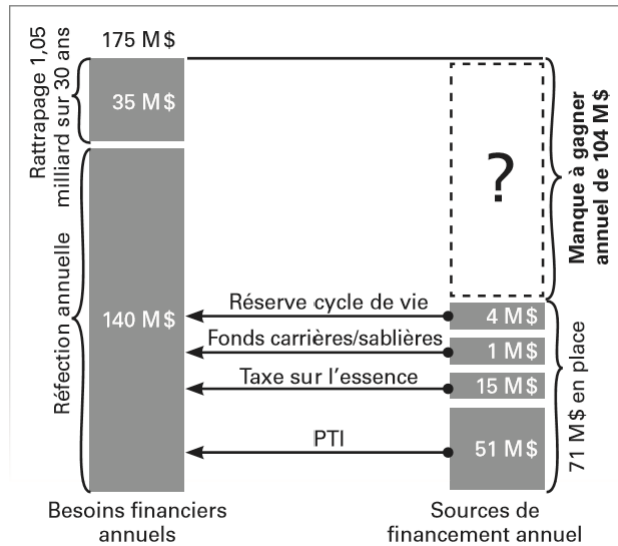 175 M$
Rattrapage 1,05
milliard sur 30 ans
35 M$
Réfection annuelle
140 M$
?
Manque à gagner
annuel de 104 M$
Réserve cycle de vie
4 M$
Fonds carrières/sablières
1 M$
Taxe sur l'essence
15 M$
PTI
51 M$
71 M$ en place
Besoins financiers
annuels
Sources de
financement annuel